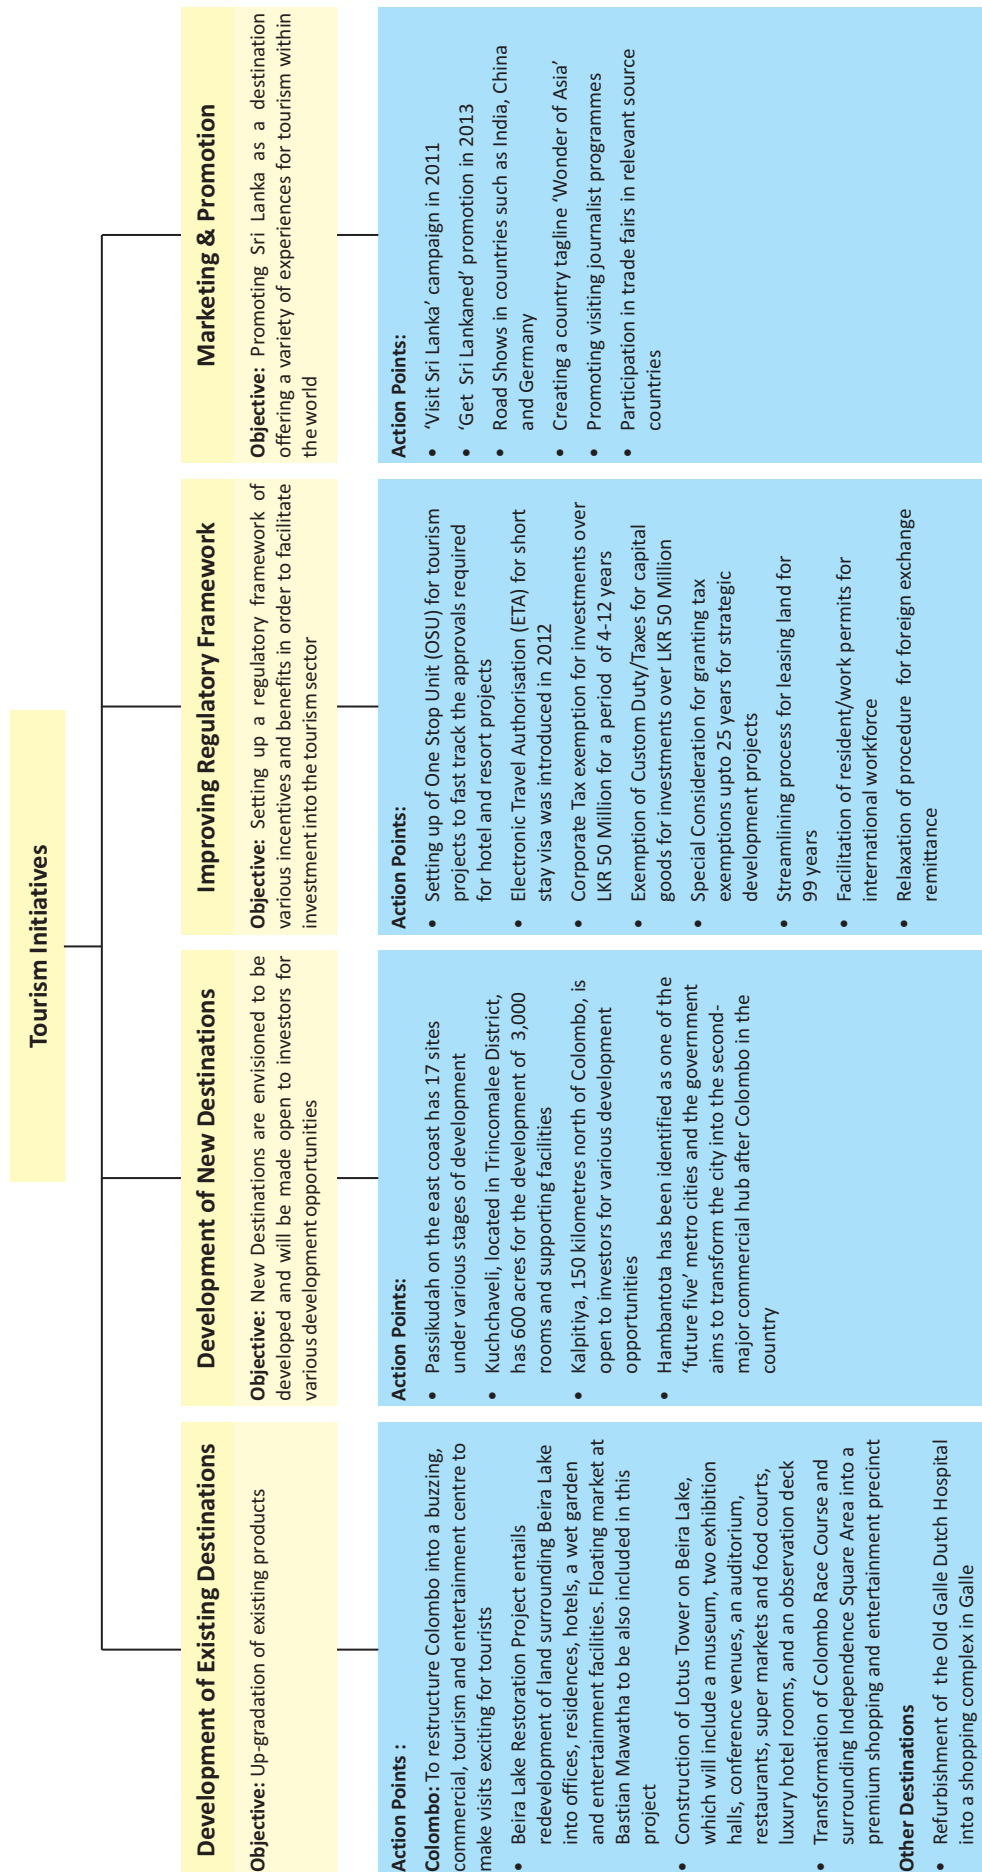 Tourism Initiatives
Development of Existing Destinations
Objective: Up-gradation of existing products
Action Points :
Colombo: To restructure Colombo into a buzzing,
commercial, tourism and entertainment centre to
make visits exciting for tourists
• Beira Lake Restoration Project entails
redevelopment of land surrounding Beira Lake
into offices, residences, hotels, a wet garden
and entertainment facilities. Floating market at
Bastian Mawatha to be also included in this
project
• Construction of Lotus Tower on Beira Lake,
which will include a museum, two exhibition
halls, conference venues, an auditorium,
restaurants, super markets and food courts,
luxury hotel rooms, and an observation deck
• Transformation of Colombo Race Course and
surrounding Independence Square Area into a
premium shopping and entertainment precinct
Other Destinations
• Refurbishment of the Old Galle Dutch Hospital
into a shopping complex in Galle
Development of New Destinations
Objective: New Destinations are envisioned to be
developed and will be made open to investors for
various development opportunities
Action Points:
• Passikudah on the east coast has 17 sites
under various stages of development
• Kuchchaveli, located in Trincomalee District,
has 600 acres for the development of 3,000
rooms and supporting facilities
• Kalpitiya, 150 kilometres north of Colombo, is
open to investors for various development
opportunities
• Hambantota has been identified as one of the
‘future five’ metro cities and the government
aims to transform the city into the second-
major commercial hub after Colombo in the
country
Improving Regulatory Framework
Objective: Setting up a regulatory framework of
various incentives and benefits in order to facilitate
investment into the tourism sector
Action Points:
• Setting up of One Stop Unit (OSU) for tourism
projects to fast track the approvals required
for hotel and resort projects
• Electronic Travel Authorisation (ETA) for short
stay visa was introduced in 2012
• Corporate Tax exemption for investments over
LKR 50 Million for a period of 4-12 years
• Exemption of Custom Duty/Taxes for capital
goods for investments over LKR 50 Million
• Special Consideration for granting tax
exemptions upto 25 years for strategic
development projects
• Streamlining process for leasing land for
99 years
• Facilitation of resident/work permits for
international workforce
• Relaxation of procedure for foreign exchange
remittance
Marketing & Promotion
Objective: Promoting Sri Lanka as a destination
offering a variety of experiences for tourism within
the world
Action Points:
• ‘Visit Sri Lanka’ campaign in 2011
• ‘Get Sri Lankaned’ promotion in 2013
• Road Shows in countries such as India, China
and Germany
• Creating a country tagline ‘Wonder of Asia’
• Promoting visiting journalist programmes
• Participation in trade fairs in relevant source
countries